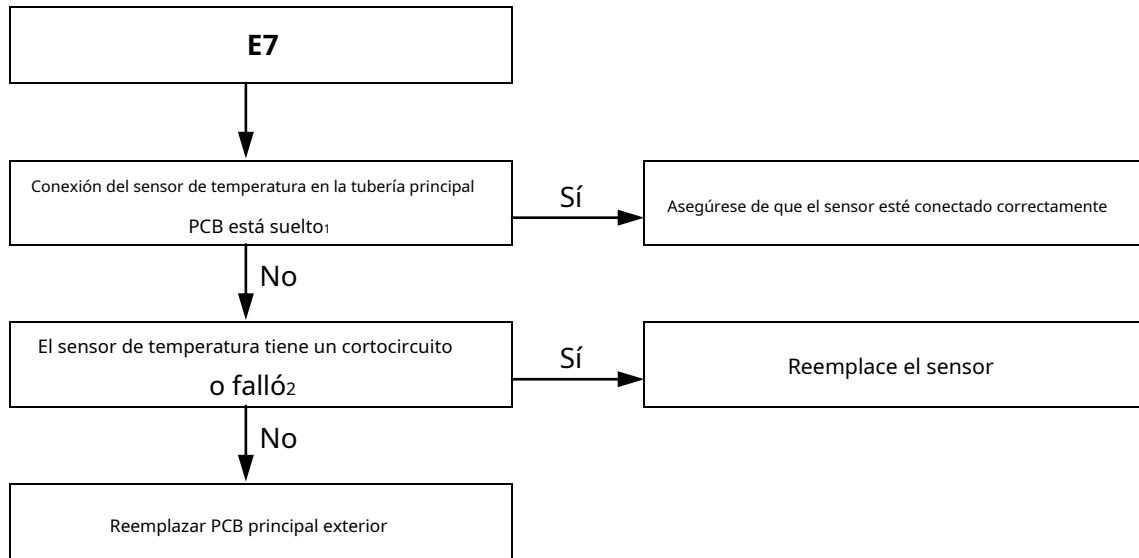 E7
Conexión del sensor de temperatura en la tubería principal
PCB está suelto1
Sí
Asegúrese de que el sensor esté conectado correctamente
No
El sensor de temperatura tiene un cortocircuito
o falló2
Sí
Reemplace el sensor
No
Reemplazar PCB principal exterior